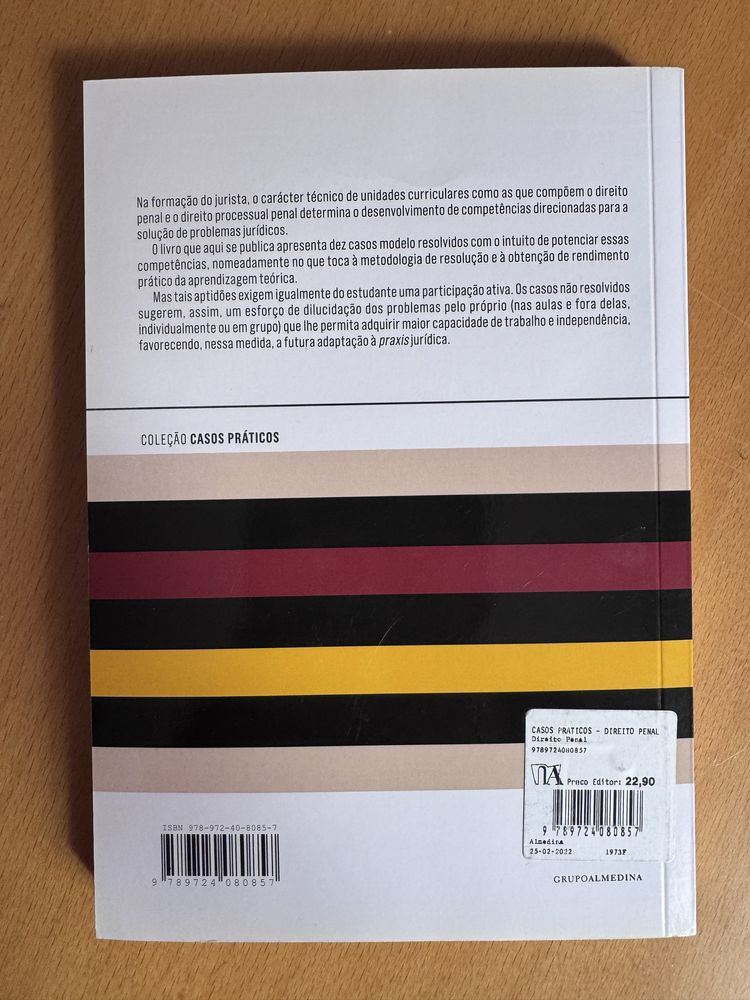 Na formação do jurista, o carácter técnico de unidades curriculares como as que compõem o direito
penal e o direito processual penal determina o desenvolvimento de competências direcionadas para a
solução de problemas jurídicos.
O livro que aqui se publica apresenta dez casos modelo resolvidos com o intuito de potenciar essas
competências, nomeadamente no que toca à metodologia de resolução e à obtenção de rendimento
prático da aprendizagem teórica.
Mas tais aptidões exigem igualmente do estudante uma participação ativa. Os casos não resolvidos
sugerem, assim, um esforço de dilucidação dos problemas pelo próprio (nas aulas e fora delas,
individualmente ou em grupo) que lhe permita adquirir maior capacidade de trabalho e independência,
favorecendo, nessa medida, a futura adaptação à praxis jurídica.
COLEÇÃO CASOS PRÁTICOS
CASOS PRATICOS - DIREITO PENAL
Direito Penal
9789724080857
Preco Editor: 22,90
9 789724 080857
Almedina
25-02-2022 1973F
ISBN 978-972-40-8085-7
9 789724 080857
GRUPOALMEDINA